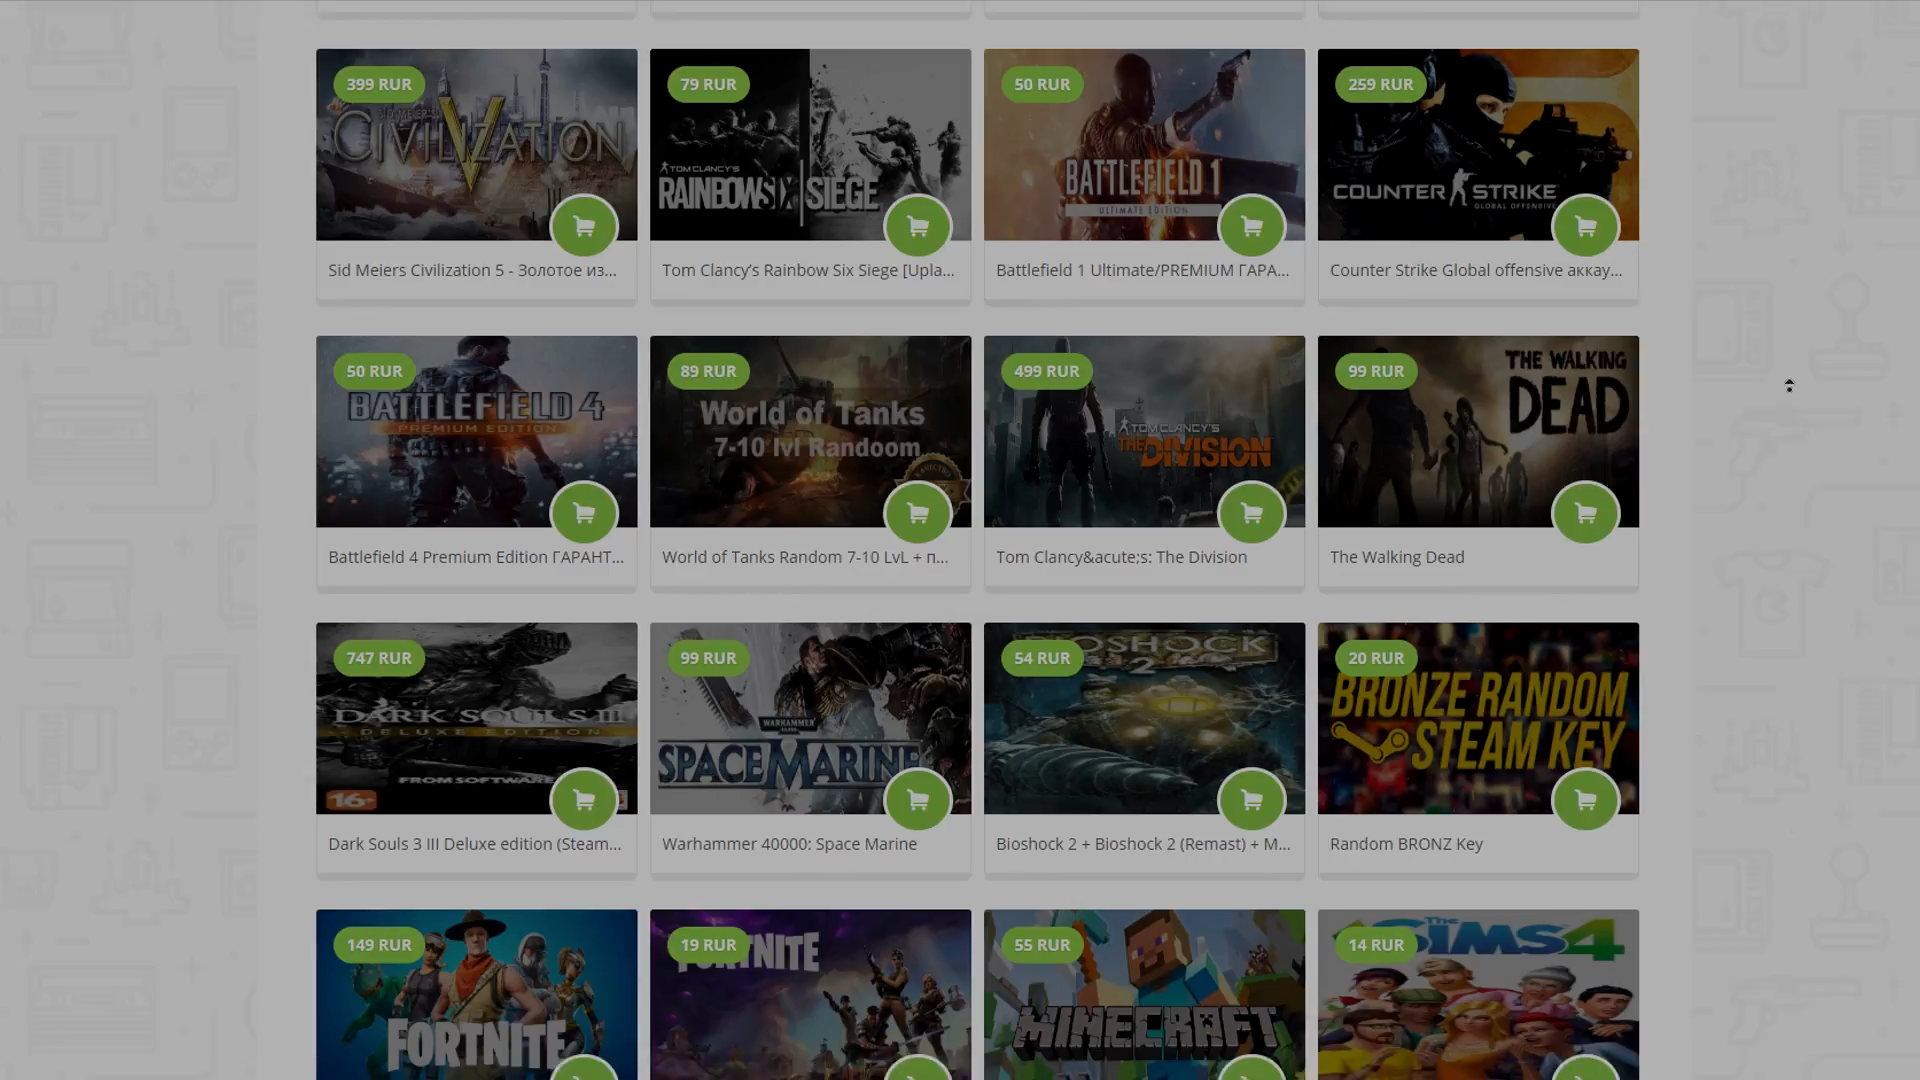 399 RUR
SID MEIER'S
CIVILIZATION V
79 RUR
TOM CLANCY'S
RAINBOW SIX SIEGE
50 RUR
BATTLEFIELD 1
ULTIMATE EDITION
259 RUR
COUNTER STRIKE
GLOBAL OFFENSIVE
Sid Meiers Civilization 5 - Золотое из...
Tom Clancy’s Rainbow Six Siege [Upla...
Battlefield 1 Ultimate/PREMIUM ГАРА...
Counter Strike Global offensive аккау...
50 RUR
BATTLEFIELD 4
PREMIUM EDITION
89 RUR
World of Tanks
7-10 lvl Randoom
499 RUR
TOM CLANCY'S
THE DIVISION
99 RUR
THE WALKING
DEAD
Battlefield 4 Premium Edition ГАРАНТ...
World of Tanks Random 7-10 LvL + п...
Tom Clancy&acute;s: The Division
The Walking Dead
747 RUR
DARK SOULS III
DELUXE EDITION
FROM SOFTWARE
16+
99 RUR
WARHAMMER
SPACE MARINE
54 RUR
BIOSHOCK
2
20 RUR
BRONZE RANDOM
STEAM KEY
Dark Souls 3 III Deluxe edition (Steam...
Warhammer 40000: Space Marine
Bioshock 2 + Bioshock 2 (Remast) + M...
Random BRONZ Key
149 RUR
FORTNITE
19 RUR
FORTNITE
55 RUR
MINECRAFT
14 RUR
The SIMS 4